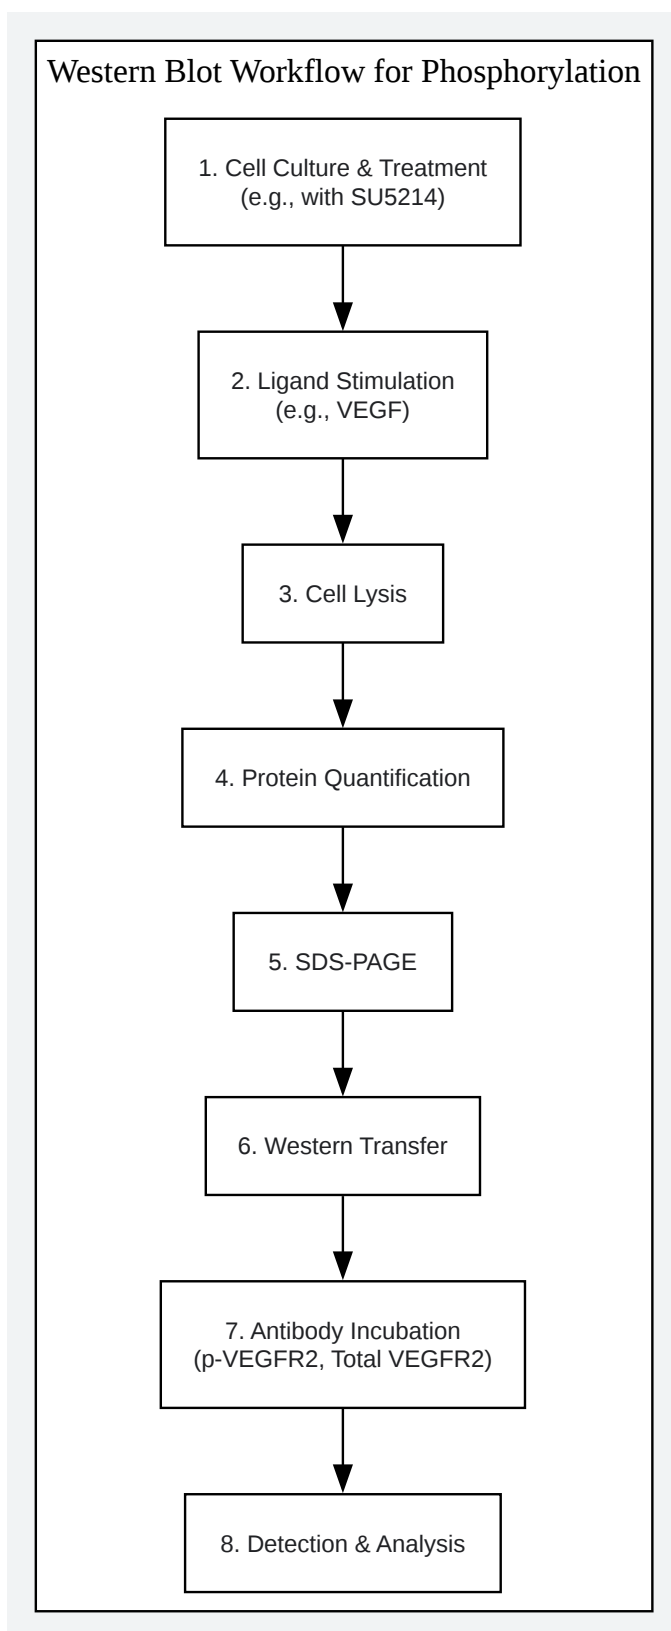 Western Blot Workflow for Phosphorylation
1. Cell Culture & Treatment
(e.g., with SU5214)
2. Ligand Stimulation
(e.g., VEGF)
3. Cell Lysis
4. Protein Quantification
5. SDS-PAGE
6. Western Transfer
7. Antibody Incubation
(p-VEGFR2, Total VEGFR2)
8. Detection & Analysis